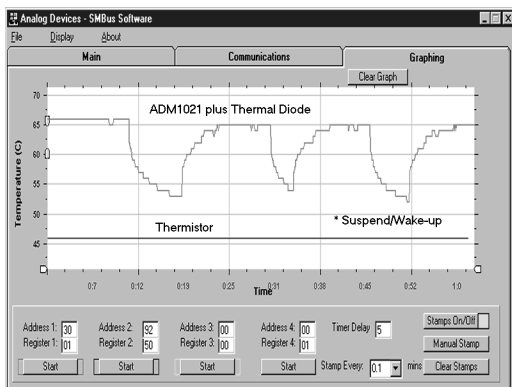 Analog Devices - SMBus Software
File Display About
Main Communications Graphing
Clear Graph
ADM1021 plus Thermal Diode
Thermistor
* Suspend/Wake-up
Temperature (C)
70
65
60
55
50
45
0:7 0:12 0:19 0:25 0:31 0:38 0:44 0:52 1:0
Time
Address 1: 30 Address 2: 92 Address 3: 00 Address 4: 00 Timer Delay 5 Stamps On/Off
Register 1: 01 Register 2: 50 Register 3: 00 Register 4: 01 Manual Stamp
Start Start Start Start Stamp Every: 0.1 mins Clear Stamps